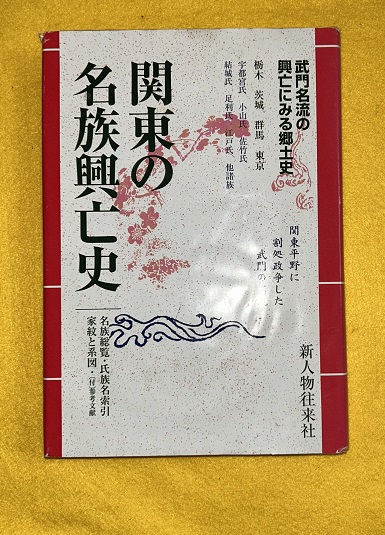 武門名流の
興亡にみる郷土史
栃木 茨城 群馬 東京
宇都宮氏 小山氏 佐竹氏
結城氏 足利氏 江戸氏 他諸族
関東の
名族興亡史
関東平野に
割処政争した
武門の
名族総覧・氏族名索引
家紋と系図・(付)参考文献
新人物往来社